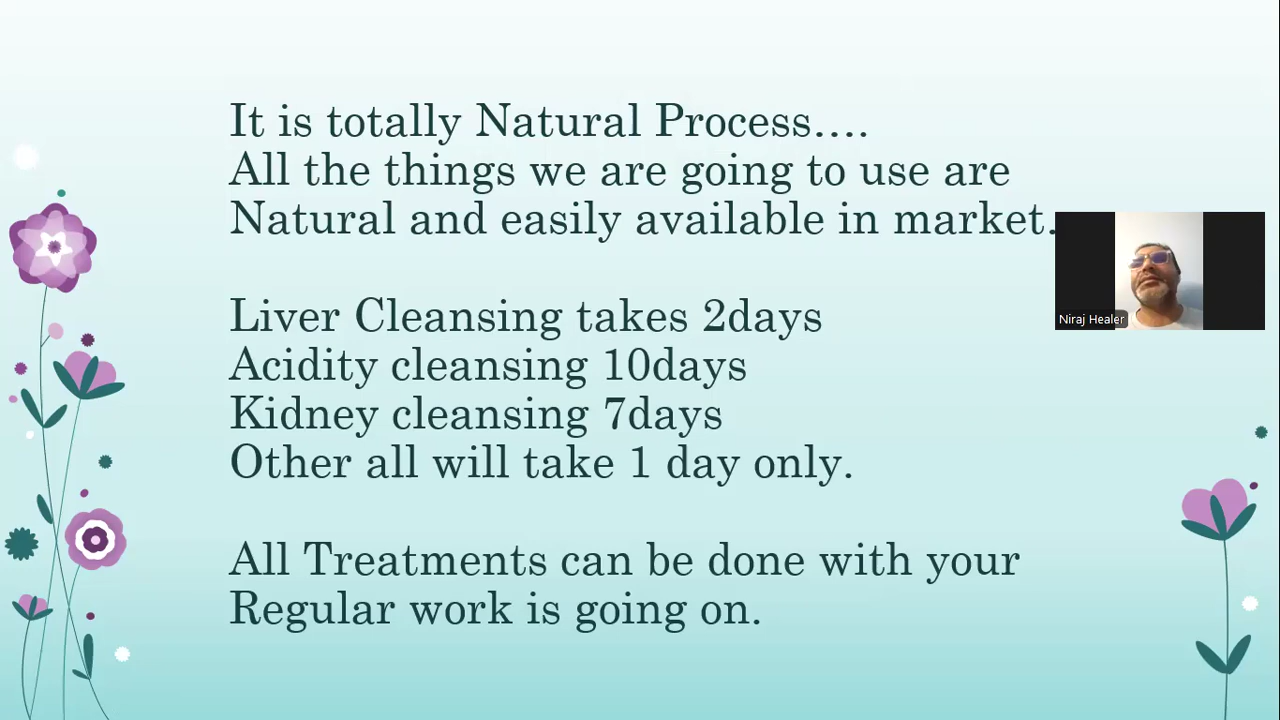 It is totally Natural Process....
All the things we are going to use are
Natural and easily available in market.
Liver Cleansing takes 2days
Acidity cleansing 10days
Kidney cleansing 7days
Other all will take 1 day only.
All Treatments can be done with your
Regular work is going on.
Niraj Healer